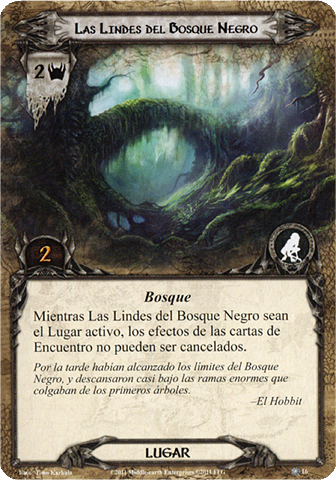 Las Lindes del Bosque Negro
2
2
Bosque
Mientras Las Lindes del Bosque Negro sean
el Lugar activo, los efectos de las cartas de
Encuentro no pueden ser cancelados.
Por la tarde habían alcanzado los límites del Bosque
Negro, y descansaron casi bajo las ramas enormes que
colgaban de los primeros árboles.
–El Hobbit
LUGAR